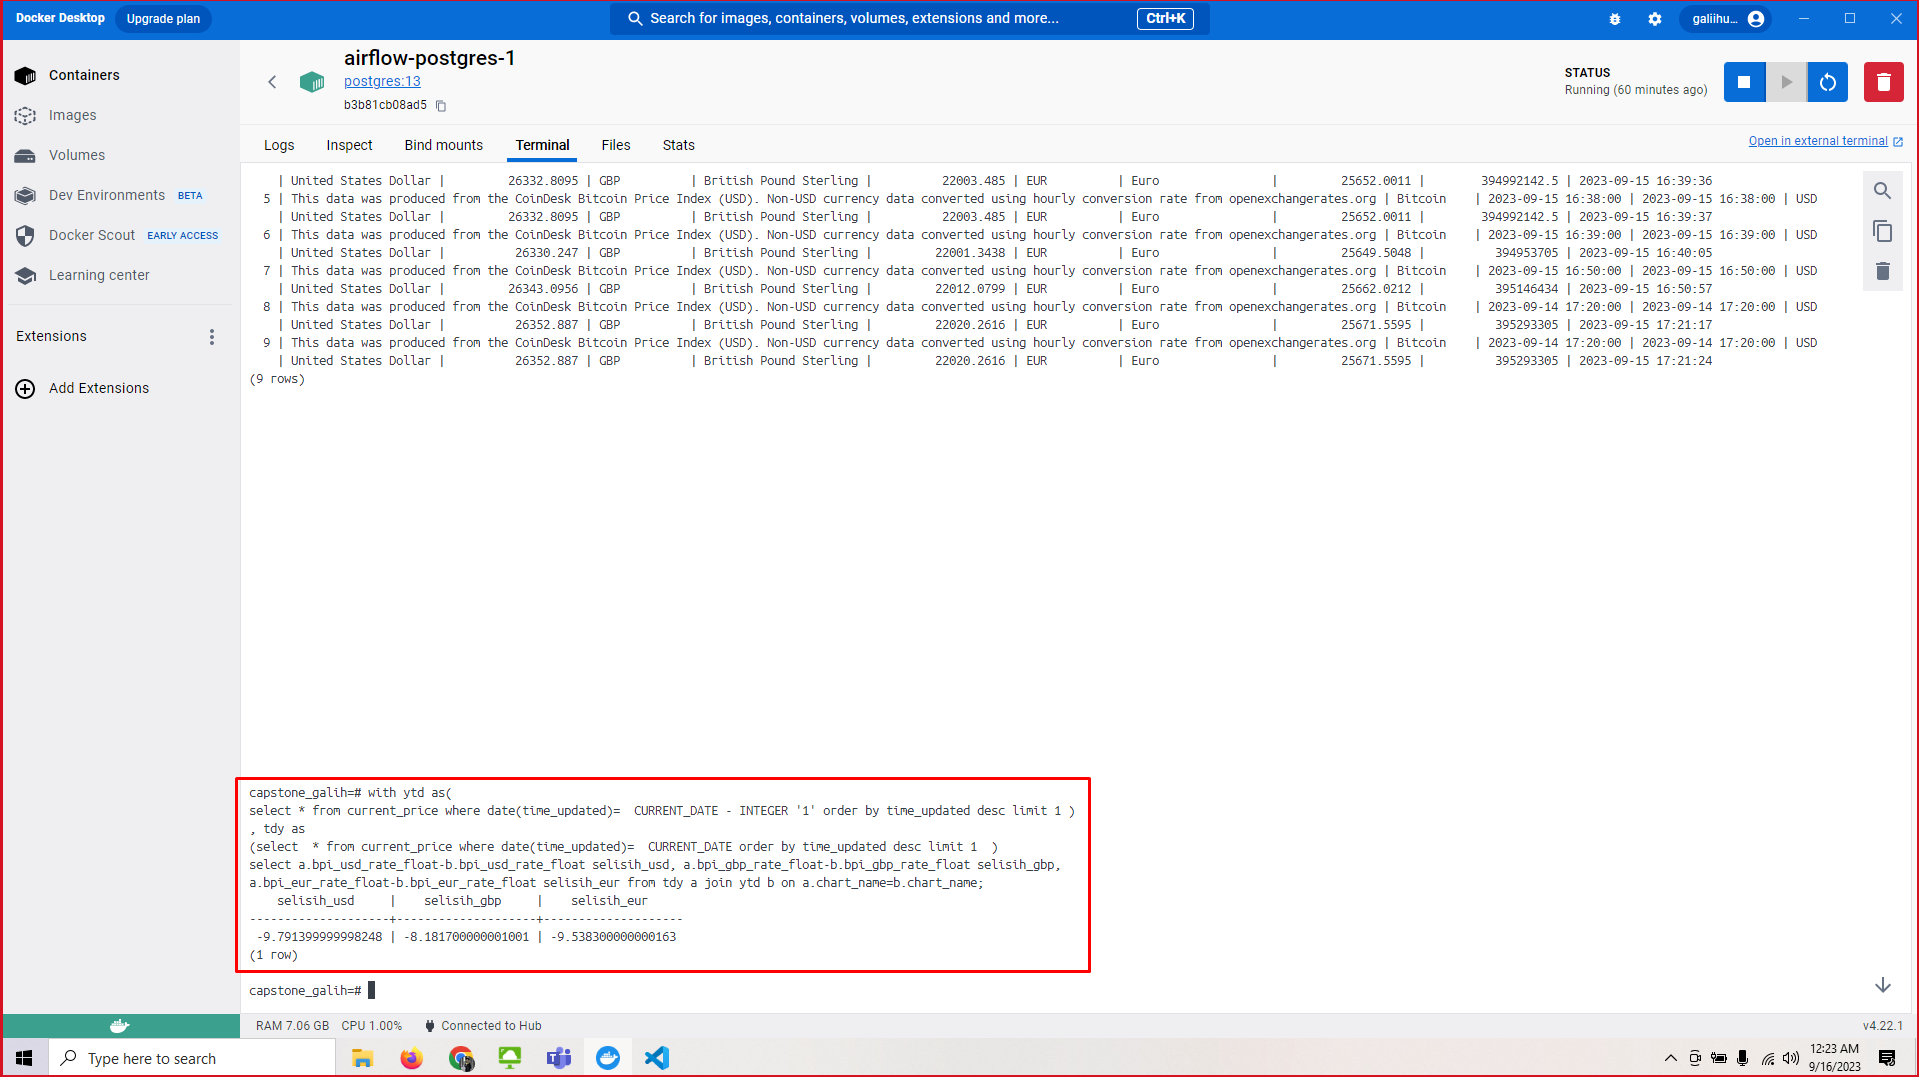 Docker Desktop
Upgrade plan
Search for images, containers, volumes, extensions and more...
Ctrl+K
galiihu...
Containers
Images
Volumes
Dev Environments BETA
Docker Scout EARLY ACCESS
Learning center
Extensions
Add Extensions
airflow-postgres-1
postgres:13
b3b81cb08ad5
STATUS
Running (60 minutes ago)
Logs Inspect Bind mounts Terminal Files Stats
Open in external terminal
| United States Dollar | 26332.8095 | GBP | British Pound Sterling | 22003.485 | EUR | Euro | 25652.0011 | 394992142.5 | 2023-09-15 16:39:36
5 | This data was produced from the CoinDesk Bitcoin Price Index (USD). Non-USD currency data converted using hourly conversion rate from openexchangerates.org | Bitcoin | 2023-09-15 16:38:00 | 2023-09-15 16:38:00 | USD
| United States Dollar | 26332.8095 | GBP | British Pound Sterling | 22003.485 | EUR | Euro | 25652.0011 | 394992142.5 | 2023-09-15 16:39:37
6 | This data was produced from the CoinDesk Bitcoin Price Index (USD). Non-USD currency data converted using hourly conversion rate from openexchangerates.org | Bitcoin | 2023-09-15 16:39:00 | 2023-09-15 16:39:00 | USD
| United States Dollar | 26330.247 | GBP | British Pound Sterling | 22001.3438 | EUR | Euro | 25649.5048 | 394953705 | 2023-09-15 16:40:05
7 | This data was produced from the CoinDesk Bitcoin Price Index (USD). Non-USD currency data converted using hourly conversion rate from openexchangerates.org | Bitcoin | 2023-09-15 16:50:00 | 2023-09-15 16:50:00 | USD
| United States Dollar | 26343.0956 | GBP | British Pound Sterling | 22012.0799 | EUR | Euro | 25662.0212 | 395146434 | 2023-09-15 16:50:57
8 | This data was produced from the CoinDesk Bitcoin Price Index (USD). Non-USD currency data converted using hourly conversion rate from openexchangerates.org | Bitcoin | 2023-09-14 17:20:00 | 2023-09-14 17:20:00 | USD
| United States Dollar | 26352.887 | GBP | British Pound Sterling | 22020.2616 | EUR | Euro | 25671.5595 | 395293305 | 2023-09-15 17:21:17
9 | This data was produced from the CoinDesk Bitcoin Price Index (USD). Non-USD currency data converted using hourly conversion rate from openexchangerates.org | Bitcoin | 2023-09-14 17:20:00 | 2023-09-14 17:20:00 | USD
| United States Dollar | 26352.887 | GBP | British Pound Sterling | 22020.2616 | EUR | Euro | 25671.5595 | 395293305 | 2023-09-15 17:21:24
(9 rows)
capstone_galih=# with ytd as(
select * from current_price where date(time_updated)= CURRENT_DATE - INTEGER '1' order by time_updated desc limit 1 )
, tdy as
(select * from current_price where date(time_updated)= CURRENT_DATE order by time_updated desc limit 1 )
select a.bpi_usd_rate_float-b.bpi_usd_rate_float selisih_usd, a.bpi_gbp_rate_float-b.bpi_gbp_rate_float selisih_gbp,
a.bpi_eur_rate_float-b.bpi_eur_rate_float selisih_eur from tdy a join ytd b on a.chart_name=b.chart_name;
selisih_usd | selisih_gbp | selisih_eur
--------------------+--------------------+--------------------
-9.791399999998248 | -8.181700000001001 | -9.538300000000163
(1 row)
capstone_galih=#
RAM 7.06 GB CPU 1.00% Connected to Hub
v4.22.1
Type here to search
12:23 AM
9/16/2023